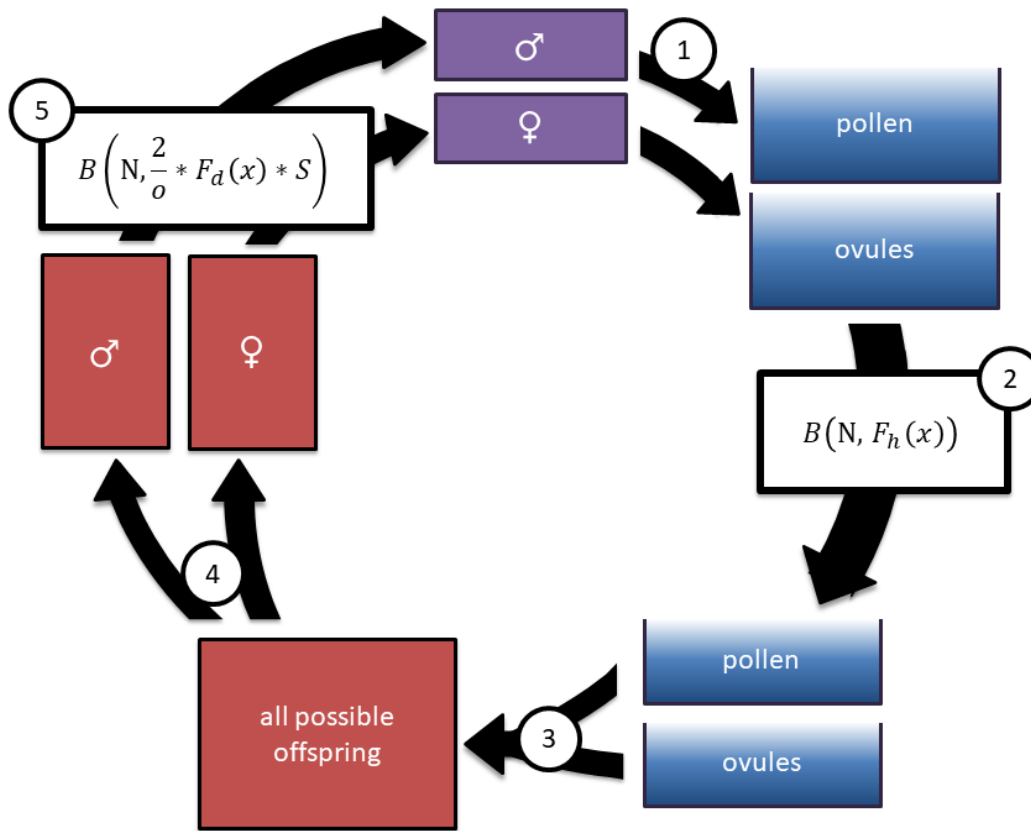 ♂
1
♀
5
B(N, 2/o * F_d(x) * S)
pollen
ovules
♂
♀
2
B(N, F_h(x))
4
pollen
all possible
offspring
3
ovules